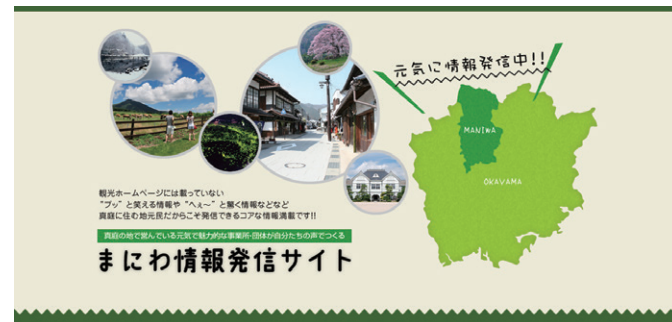 元気に情報発信中!!
MANIWA
OKAYAMA
観光ホームページには載っていない
“プッ”と笑える情報や“へぇ～”と驚く情報などなど
真庭に住む地元民だからこそ発信できるコアな情報満載です!!
真庭の地で営んでいる元気で魅力的な事業所・団体が自分たちの声でつくる
まにわ情報発信サイト